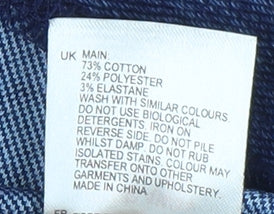 UK MAIN:
73% COTTON
24% POLYESTER
3% ELASTANE
WASH WITH SIMILAR COLOURS
DO NOT USE BIOLOGICAL
DETERGENTS. IRON ON
REVERSE SIDE. DO NOT PILE
WHILST DAMP. DO NOT RUB
ISOLATED STAINS. COLOUR MAY
TRANSFER ONTO OTHER
GARMENTS AND UPHOLSTERY.
MADE IN CHINA